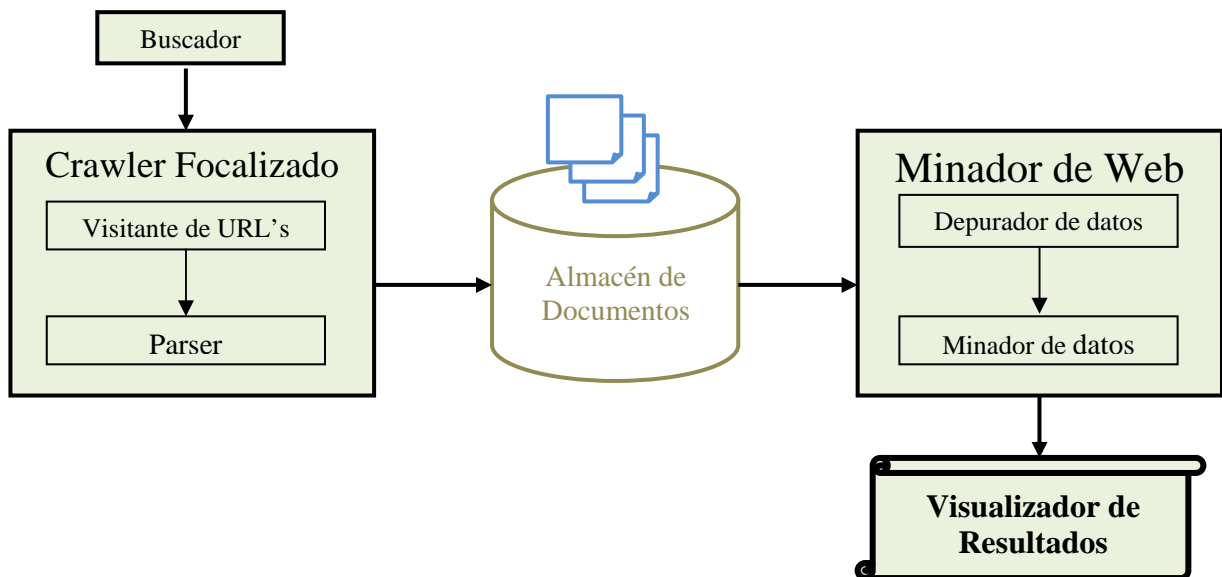 Buscador
Crawler Focalizado
Visitante de URL’s
Parser
Almacén de
Documentos
Minador de Web
Depurador de datos
Minador de datos
Visualizador de
Resultados